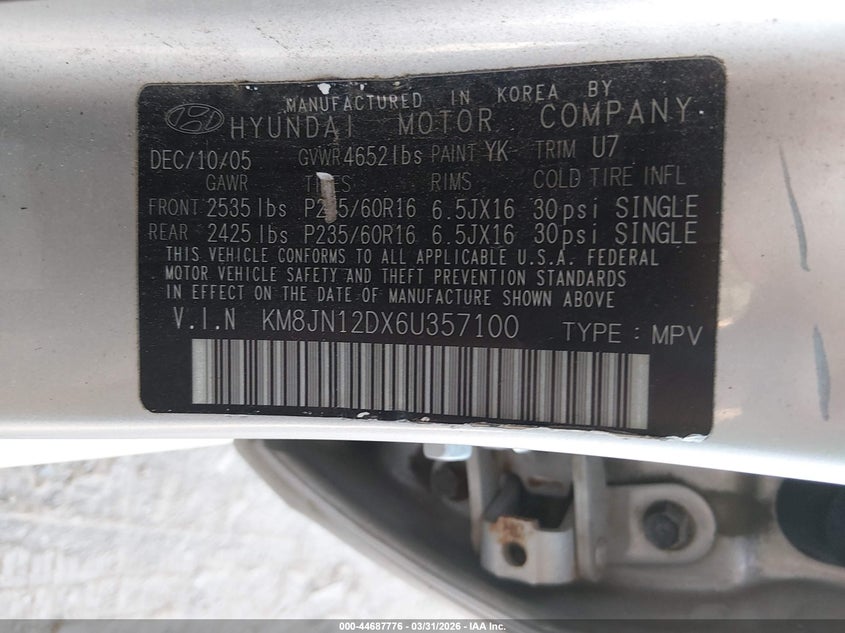 MANUFACTURED IN KOREA BY
HYUNDAI MOTOR COMPANY
DEC/10/05 GVWR 4652 lbs PAINT YK TRIM U7
GAWR TIRES RIMS COLD TIRE INFL
FRONT 2535 lbs P235/60R16 6.5JX16 30psi SINGLE
REAR 2425 lbs P235/60R16 6.5JX16 30psi SINGLE
THIS VEHICLE CONFORMS TO ALL APPLICABLE U.S.A. FEDERAL
MOTOR VEHICLE SAFETY AND THEFT PREVENTION STANDARDS
IN EFFECT ON THE DATE OF MANUFACTURE SHOWN ABOVE
V.I.N KM8JN12DX6U357100 TYPE : MPV
000-44687776 | 03/31/2026 | IAA Inc.